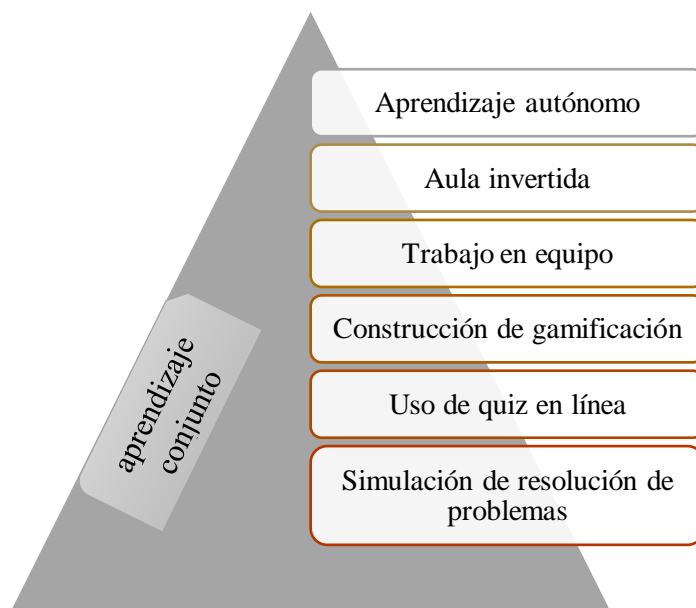 Aprendizaje autónomo
Aula invertida
Trabajo en equipo
Construcción de gamificación
Uso de quiz en línea
Simulación de resolución de
problemas
aprendizaje
conjunto